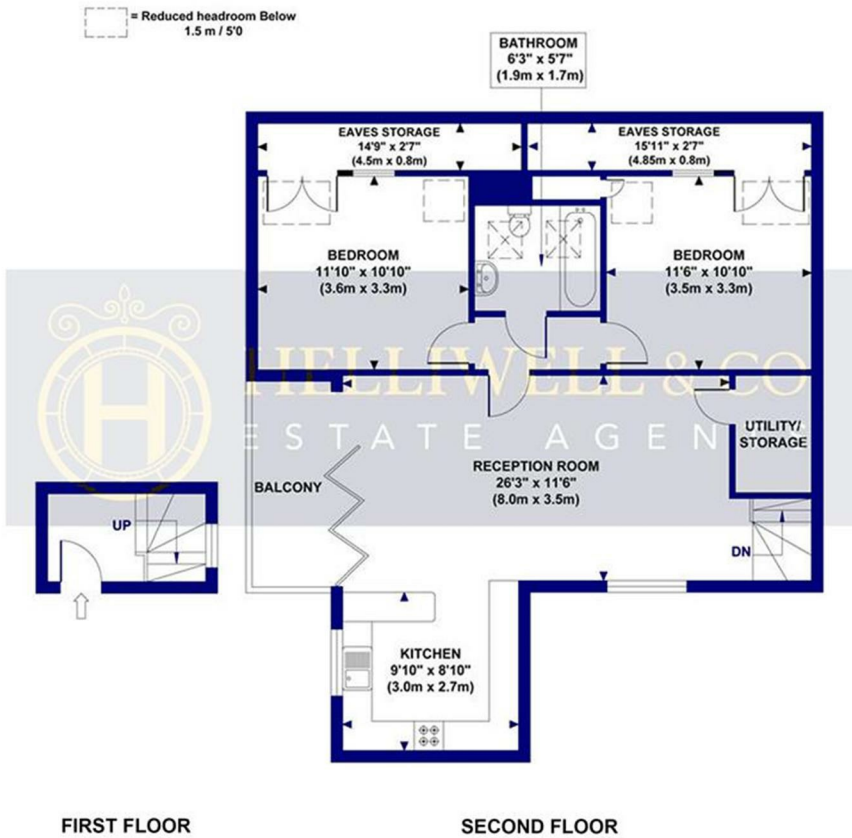 = Reduced headroom Below
1.5 m / 5'0
BATHROOM
6'3" x 5'7"
(1.9m x 1.7m)
EAVES STORAGE
14'9" x 2'7"
(4.5m x 0.8m)
EAVES STORAGE
15'11" x 2'7"
(4.85m x 0.8m)
BEDROOM
11'10" x 10'10"
(3.6m x 3.3m)
BEDROOM
11'6" x 10'10"
(3.5m x 3.3m)
H
HELLIWELL & CO
ESTATE AGEN
UTILITY/
STORAGE
RECEPTION ROOM
26'3" x 11'6"
(8.0m x 3.5m)
BALCONY
UP
DN
KITCHEN
9'10" x 8'10"
(3.0m x 2.7m)
FIRST FLOOR
SECOND FLOOR